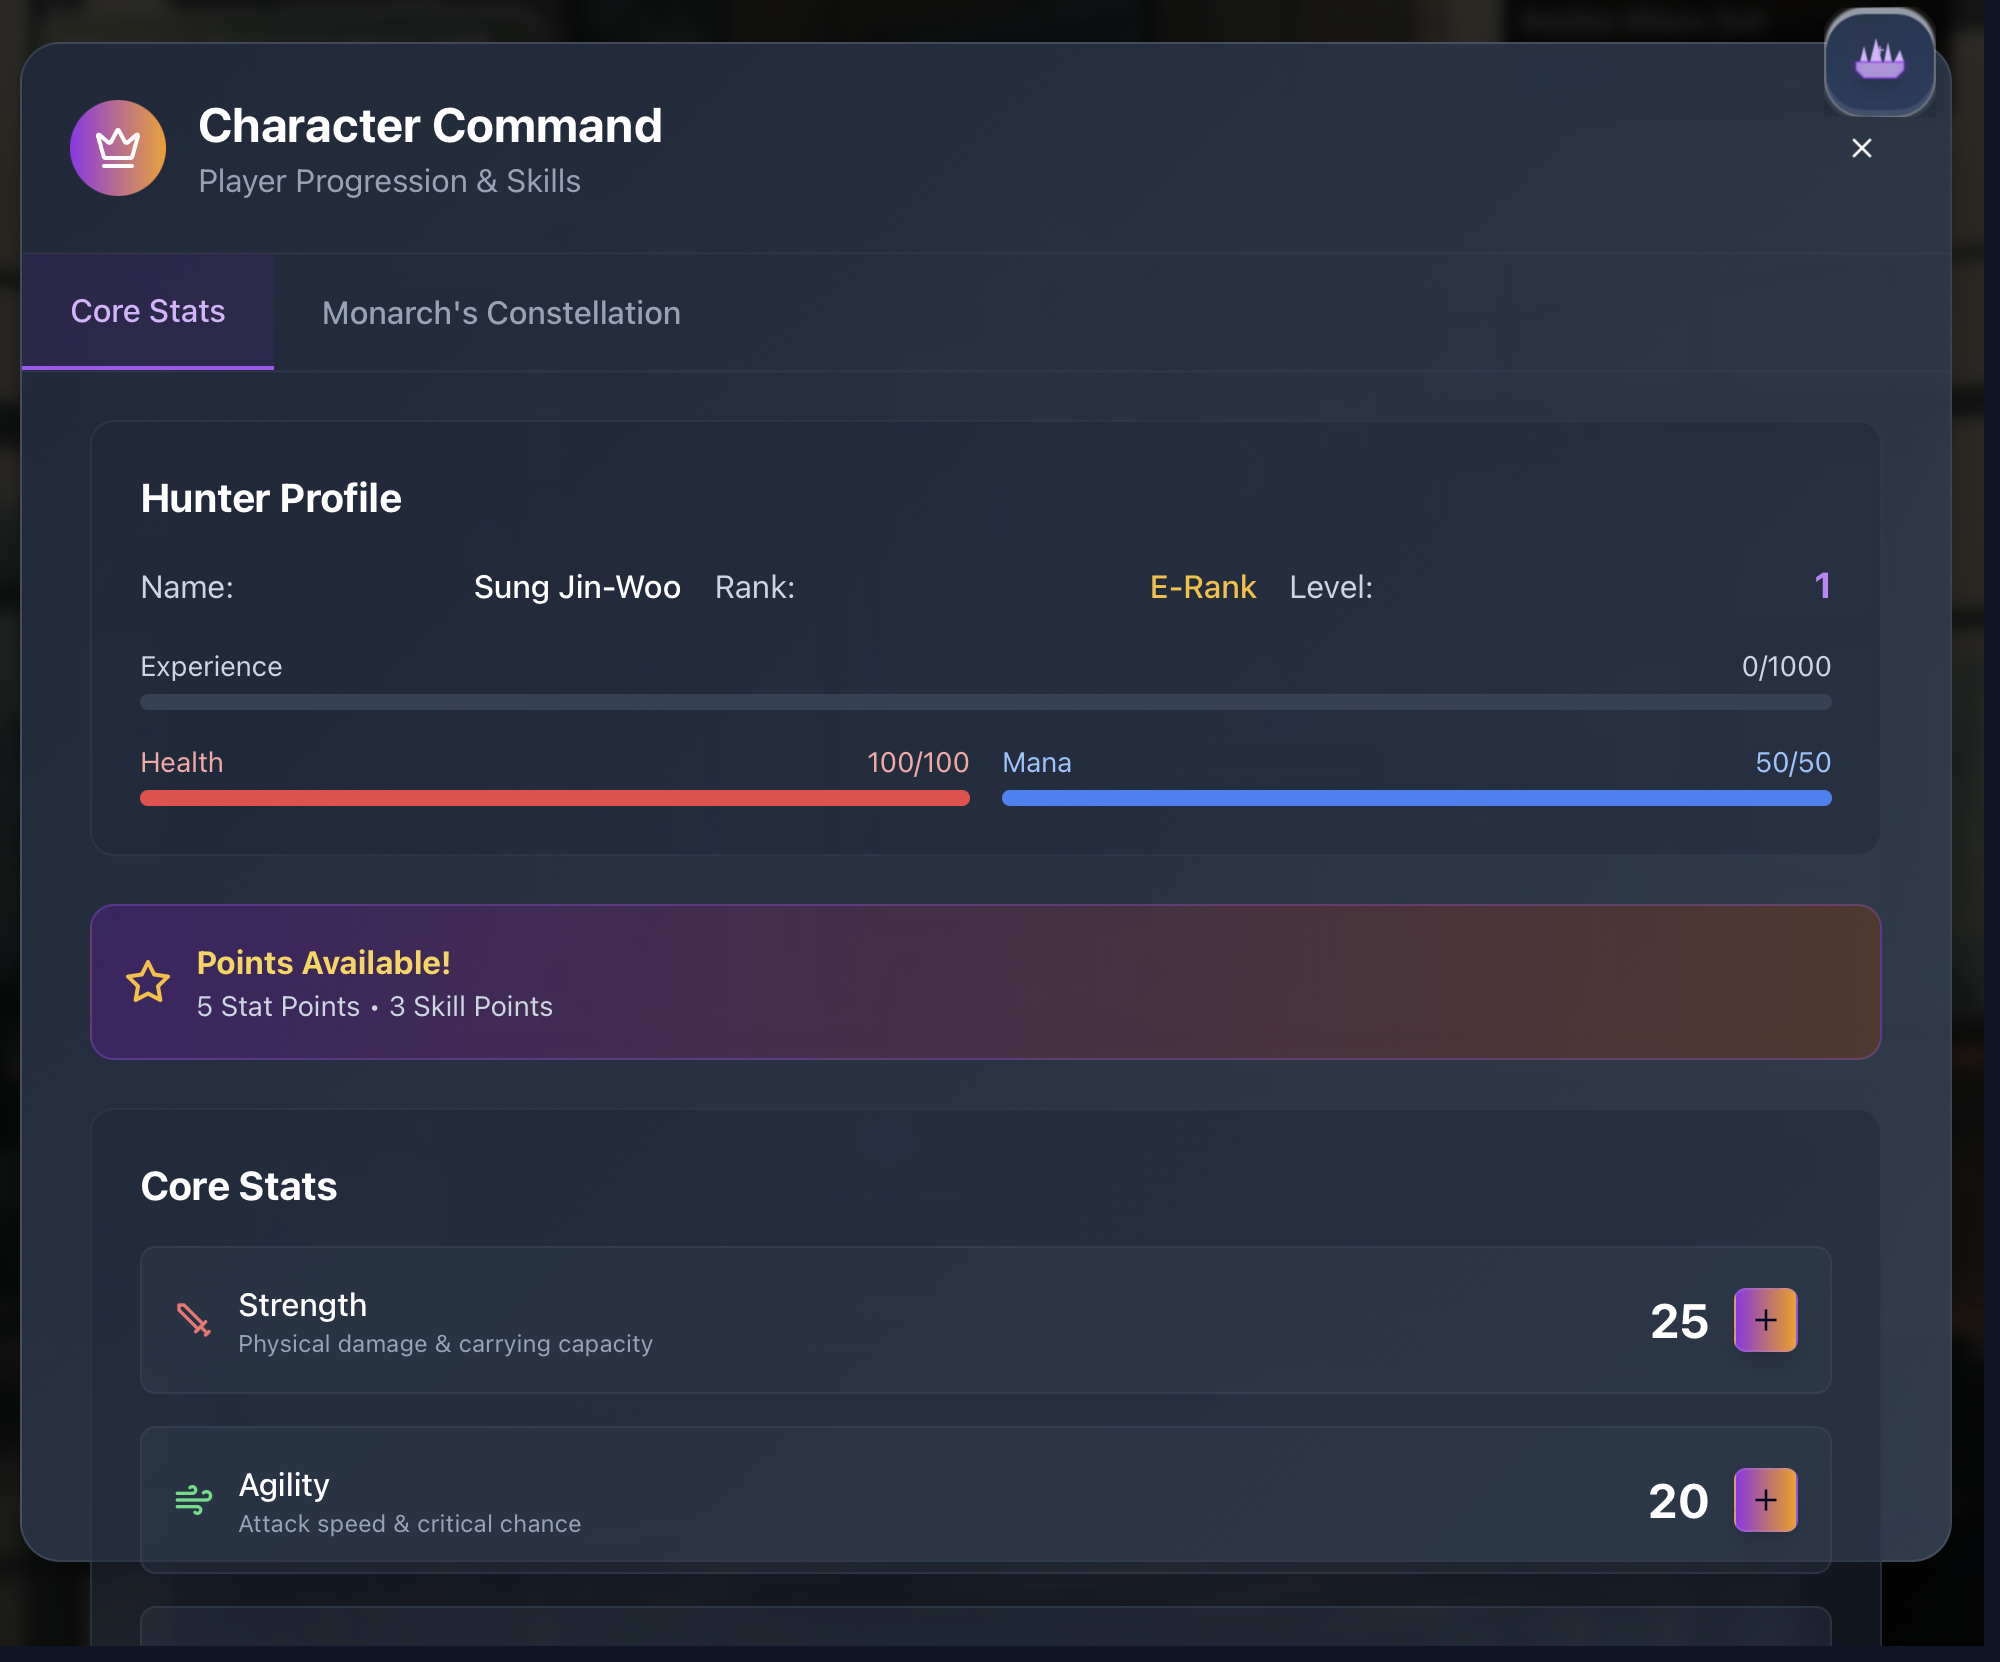 Character Command
Player Progression & Skills
Core Stats
Monarch's Constellation
Hunter Profile
Name: Sung Jin-Woo Rank: E-Rank Level: 1
Experience 0/1000
Health 100/100 Mana 50/50
Points Available!
5 Stat Points • 3 Skill Points
Core Stats
Strength
Physical damage & carrying capacity
25 +
Agility
Attack speed & critical chance
20 +